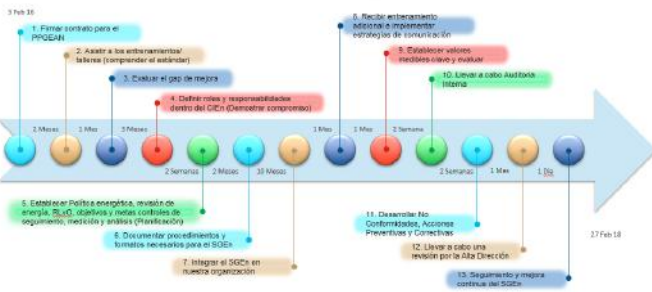 3 Feb 16
1. Firmar contrato para el
PPGEAN
2. Asistir a los entrenamientos/
talleres (comprender el estándar)
3. Evaluar el gap de mejora
4. Definir roles y responsabilidades
dentro del CIEn (Demostrar compromiso)
8. Recibir entrenamiento
adicional e implementar
estrategias de comunicación
9. Establecer valores
medibles clave y evaluar
10. Llevar a cabo Auditoria
Interna
2 Meses
1 Mes
3 Meses
2 Semanas
2 Meses
10 Meses
1 Mes
1 Mes
2 Semana
2 Semanas
1 Mes
1 Día
5. Establecer Política energética, revisión de
energía, RLyO, objetivos y metas controles de
seguimiento, medición y análisis (Planificación)
6. Documentar procedimientos y
formatos necesarios para el SGEn
7. Integrar el SGEn en
nuestra organización
11. Desarrollar No
Conformidades, Acciones
Preventivas y Correctivas
12. Llevar a cabo una
revisión por la Alta Dirección
13. Seguimiento y mejora
continua del SGEn
27 Feb 18